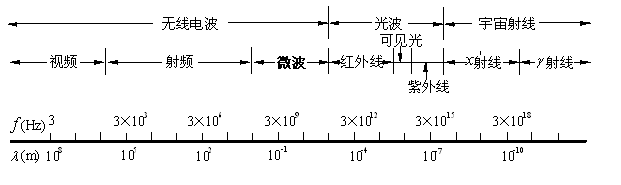 无线电波 光波 宇宙射线
可见光
视频 射频 微波 红外线 x射线 γ射线
紫外线
f(Hz) 3 3×10³ 3×10⁶ 3×10⁹ 3×10¹² 3×10¹⁵ 3×10¹⁸
λ(m) 10⁸ 10⁵ 10² 10⁻¹ 10⁻⁴ 10⁻⁷ 10⁻¹⁰